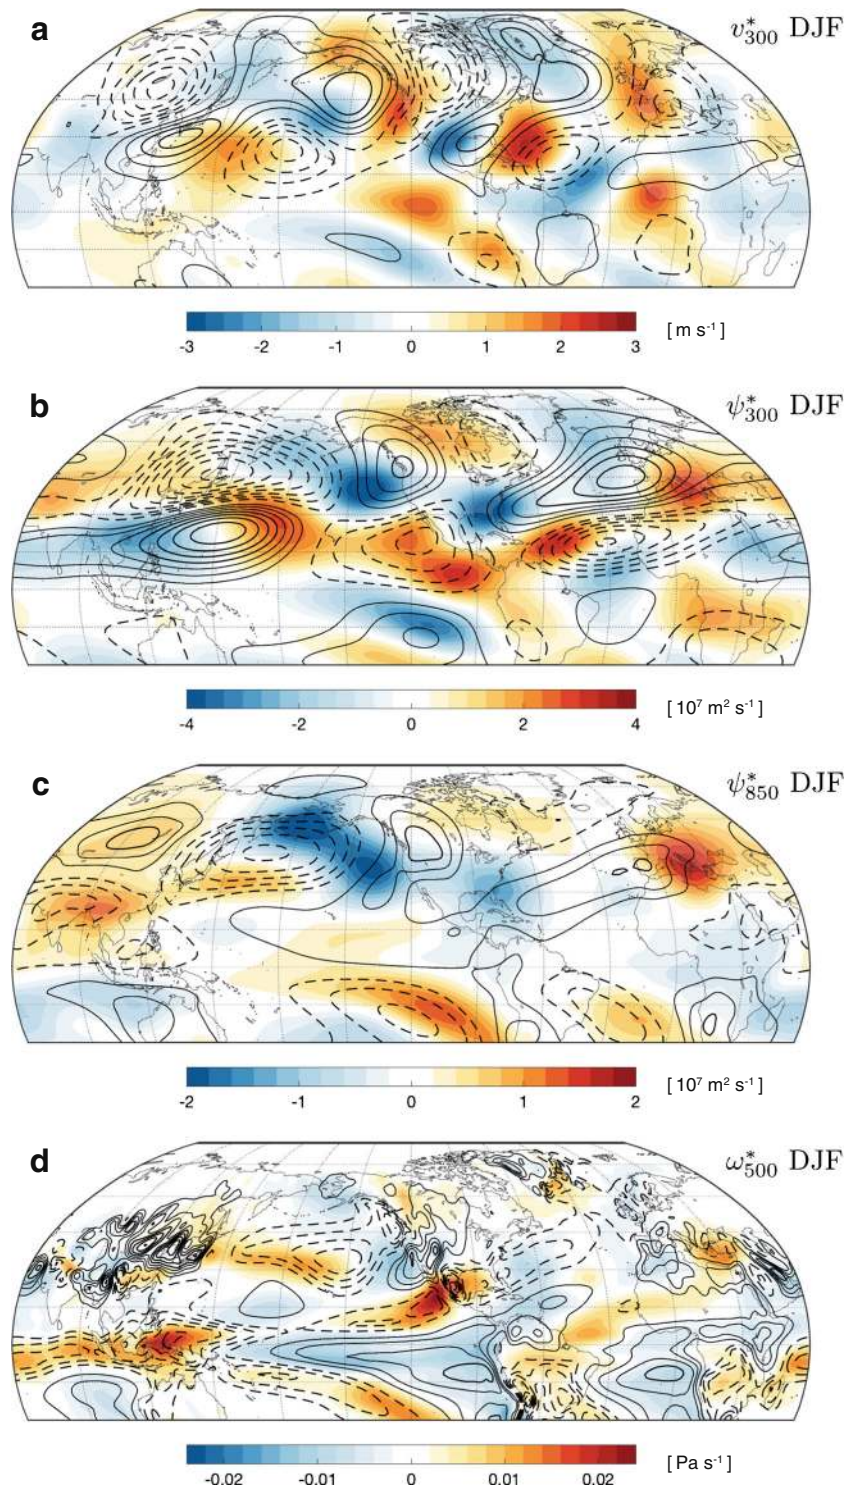 a
v*300 DJF
-3 -2 -1 0 1 2 3 [ m s-1 ]
b
ψ*300 DJF
-4 -2 0 2 4 [ 10⁷ m² s-1 ]
c
ψ*850 DJF
-2 -1 0 1 2 [ 10⁷ m² s-1 ]
d
ω*500 DJF
-0.02 -0.01 0 0.01 0.02 [ Pa s-1 ]